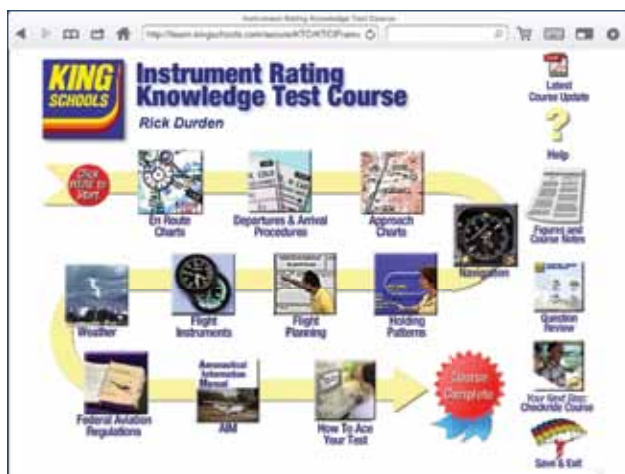 Instrument Rating Knowledge Test Course
KING
SCHOOLS
Instrument Rating
Knowledge Test Course
Rick Durden
Latest
Course Update
Help
Click
HERE to
Start
En Route
Charts
Departures & Arrival
Procedures
Approach
Charts
Navigation
Figures and
Course Notes
Weather
Flight
Instruments
Flight
Planning
Holding
Patterns
Question
Review
Federal Aviation
Regulations
Aeronautical
Information
Manual
AIM
How To Ace
Your Test
Course
Complete
Your Next Step:
Checkride Course
Save & Exit